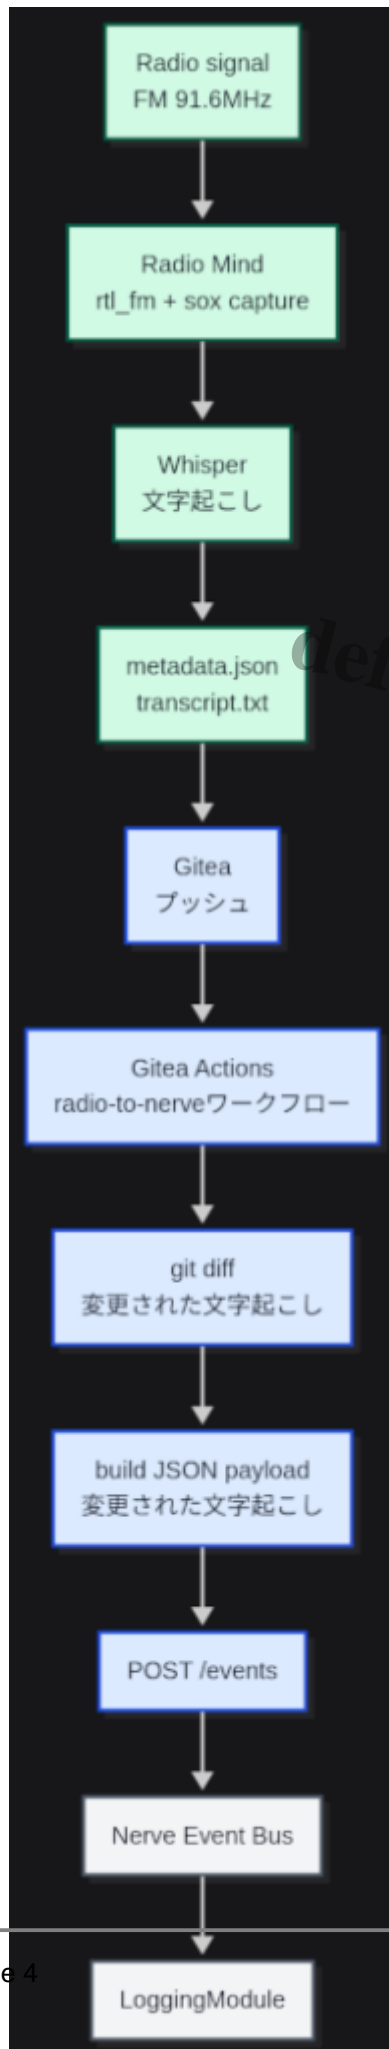 Radio signal
FM 91.6MHz
Radio Mind
rtl_fm + sox capture
Whisper
文字起こし
def
metadata.json
transcript.txt
Gitea
プッシュ
Gitea Actions
radio-to-nerveワークフロー
git diff
変更された文字起こし
build JSON payload
変更された文字起こし
POST /events
Nerve Event Bus
e 4
LoggingModule